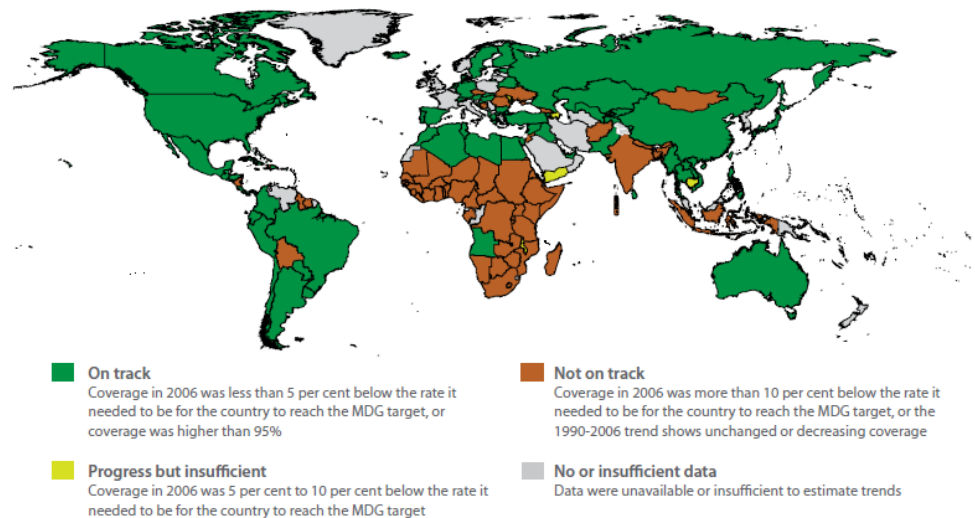 On track
Coverage in 2006 was less than 5 per cent below the rate it
needed to be for the country to reach the MDG target, or
coverage was higher than 95%
Progress but insufficient
Coverage in 2006 was 5 per cent to 10 per cent below the rate it
needed to be for the country to reach the MDG target
Not on track
Coverage in 2006 was more than 10 per cent below the rate it
needed to be for the country to reach the MDG target, or the
1990-2006 trend shows unchanged or decreasing coverage
No or insufficient data
Data were unavailable or insufficient to estimate trends